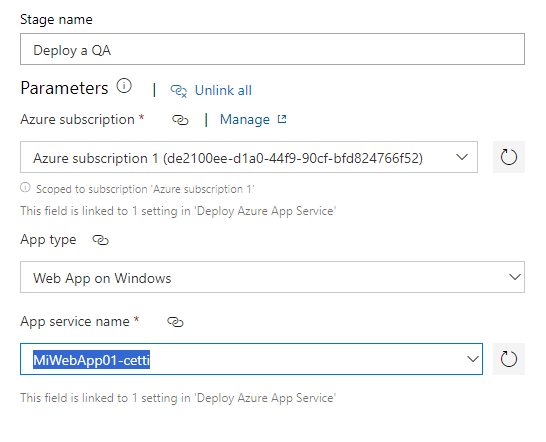 Stage name
Deploy a QA
Parameters
Unlink all
Azure subscription *
Manage
Azure subscription 1 (de2100ee-d1a0-44f9-90cf-bfd824766f52)
Scoped to subscription 'Azure subscription 1'
This field is linked to 1 setting in 'Deploy Azure App Service'
App type
Web App on Windows
App service name *
MiWebApp01-cetti
This field is linked to 1 setting in 'Deploy Azure App Service'